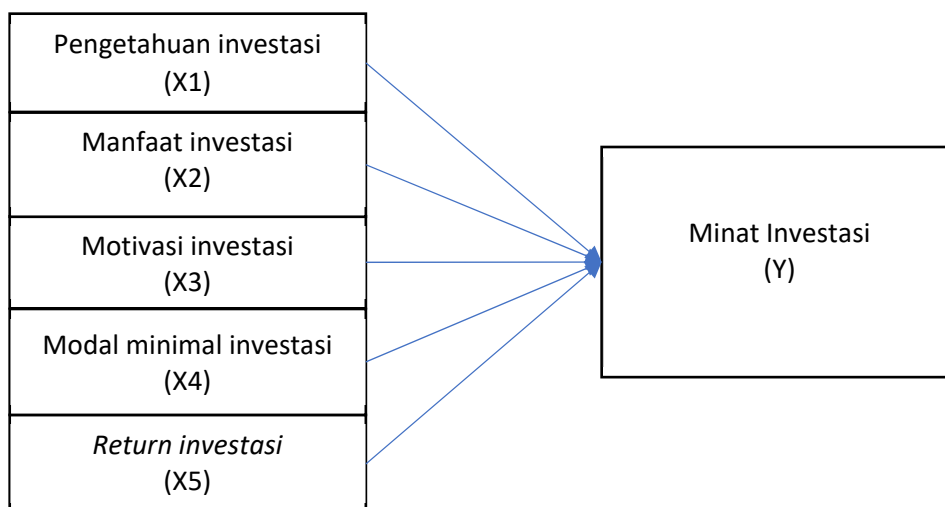 Pengetahuan investasi
(X1)
Manfaat investasi
(X2)
Motivasi investasi
(X3)
Modal minimal investasi
(X4)
Return investasi
(X5)
Minat Investasi
(Y)